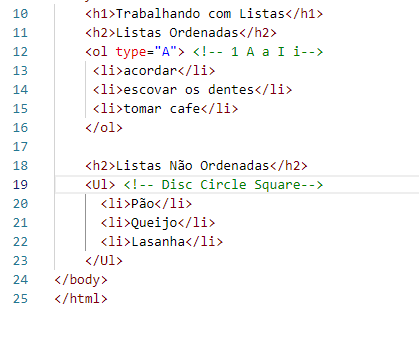 10 <h1>Trabalhando com Listas</h1>
11 <h2>Listas Ordenadas</h2>
12 <ol type="A"> <!-- 1 A a I i-->
13 <li>acordar</li>
14 <li>escovar os dentes</li>
15 <li>tomar cafe</li>
16 </ol>
17
18 <h2>Listas Não Ordenadas</h2>
19 <Ul> <!-- Disc Circle Square-->
20 <li>Pão</li>
21 <li>Queijo</li>
22 <li>Lasanha</li>
23 </Ul>
24 </body>
25 </html>